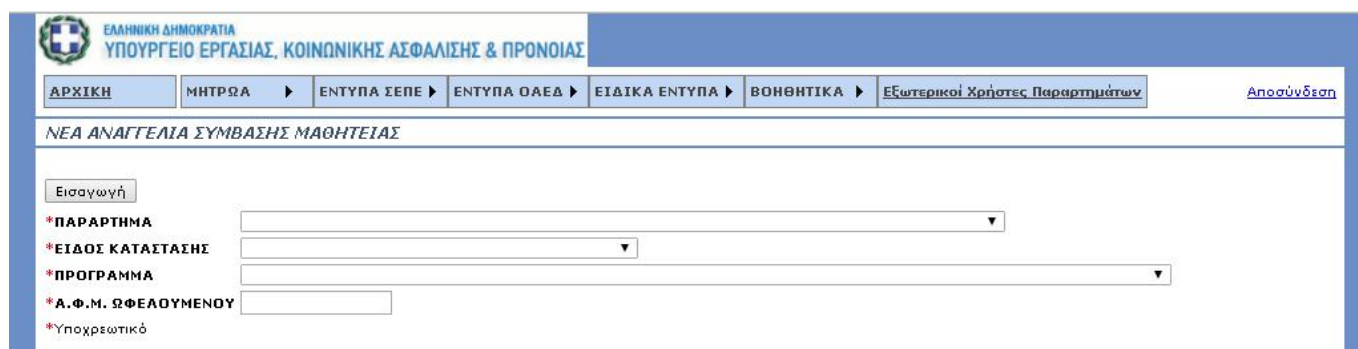 ΕΛΛΗΝΙΚΗ ΔΗΜΟΚΡΑΤΙΑ
ΥΠΟΥΡΓΕΙΟ ΕΡΓΑΣΙΑΣ, ΚΟΙΝΩΝΙΚΗΣ ΑΣΦΑΛΙΣΗΣ & ΠΡΟΝΟΙΑΣ
ΑΡΧΙΚΗ ΜΗΤΡΩΑ ΕΝΤΥΠΑ ΣΕΠΕ ΕΝΤΥΠΑ ΟΑΕΔ ΕΙΔΙΚΑ ΕΝΤΥΠΑ ΒΟΗΘΗΤΙΚΑ Εξωτερικοί Χρήστες Παραρτημάτων Αποσύνδεση
ΝΕΑ ΑΝΑΓΓΕΛΙΑ ΣΥΜΒΑΣΗΣ ΜΑΘΗΤΕΙΑΣ
Εισαγωγή
*ΠΑΡΑΡΤΗΜΑ
*ΕΙΔΟΣ ΚΑΤΑΣΤΑΣΗΣ
*ΠΡΟΓΡΑΜΜΑ
*Α.Φ.Μ. ΩΦΕΛΟΥΜΕΝΟΥ
*Υποχρεωτικό